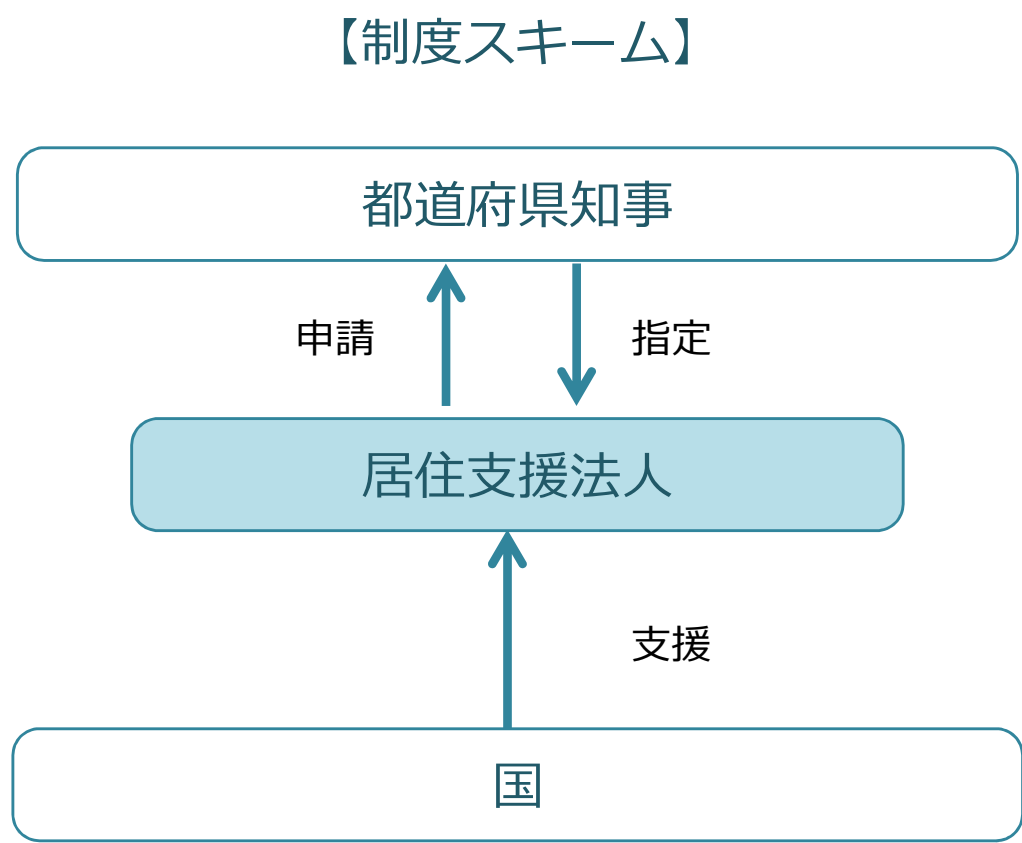 【制度スキーム】
都道府県知事
申請
指定
居住支援法人
支援
国